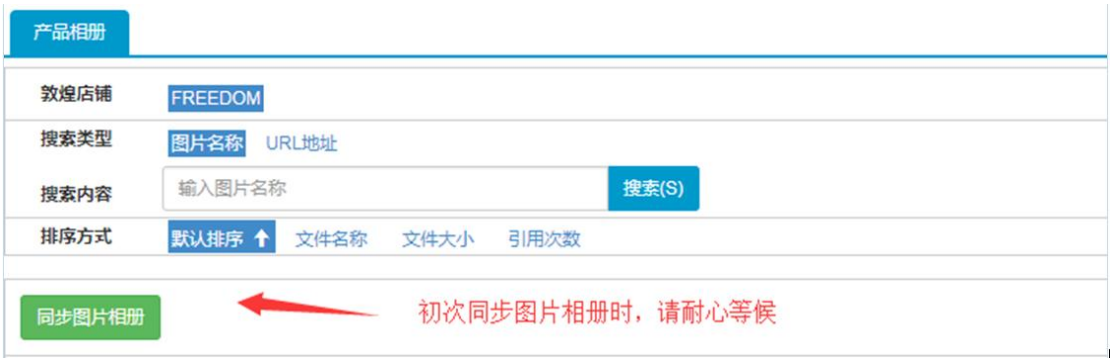 产品相册
敦煌店铺 FREEDOM
搜索类型 图片名称 URL地址
搜索内容 输入图片名称 搜索(S)
排序方式 默认排序 文件名称 文件大小 引用次数
同步图片相册 初次同步图片相册时，请耐心等候